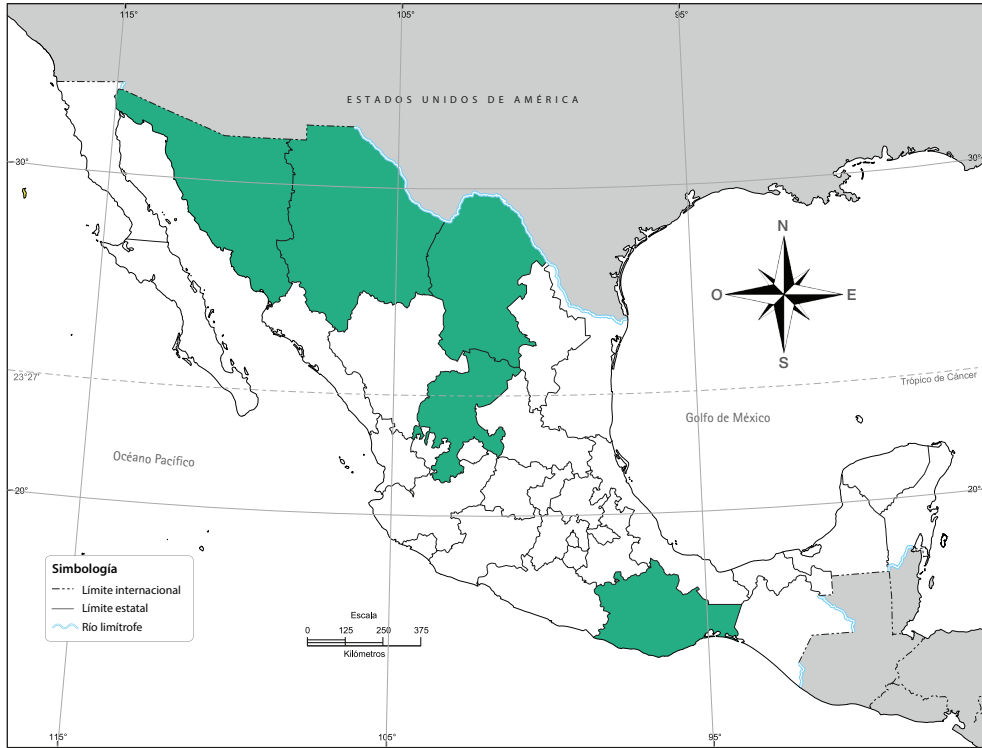 115°
105°
95°
ESTADOS UNIDOS DE AMÉRICA
30°
30°
N
O
E
S
23°27'
Trópico de Cáncer
Golfo de México
Océano Pacífico
20°
20°
Simbología
Límite internacional
Límite estatal
Río limítrofe
Escala
0 125 250 375
Kilómetros
115°
105°
95°